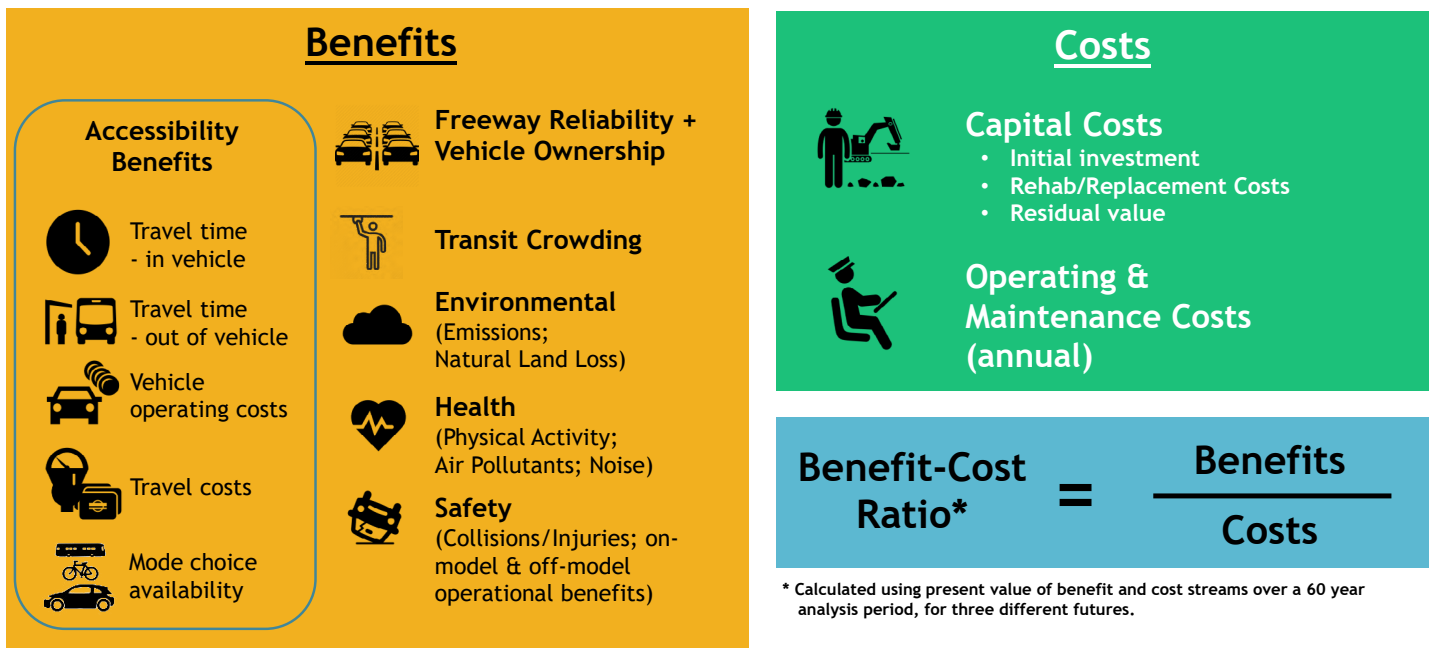 Benefits
Accessibility
Benefits
Travel time
- in vehicle
Travel time
- out of vehicle
Vehicle
operating costs
Travel costs
Mode choice
availability
Freeway Reliability +
Vehicle Ownership
Transit Crowding
Environmental
(Emissions;
Natural Land Loss)
Health
(Physical Activity;
Air Pollutants; Noise)
Safety
(Collisions/Injuries; on-
model & off-model
operational benefits)
Costs
Capital Costs
• Initial investment
• Rehab/Replacement Costs
• Residual value
Operating &
Maintenance Costs
(annual)
Benefit-Cost
Ratio*
=
Benefits
Costs
* Calculated using present value of benefit and cost streams over a 60 year
analysis period, for three different futures.